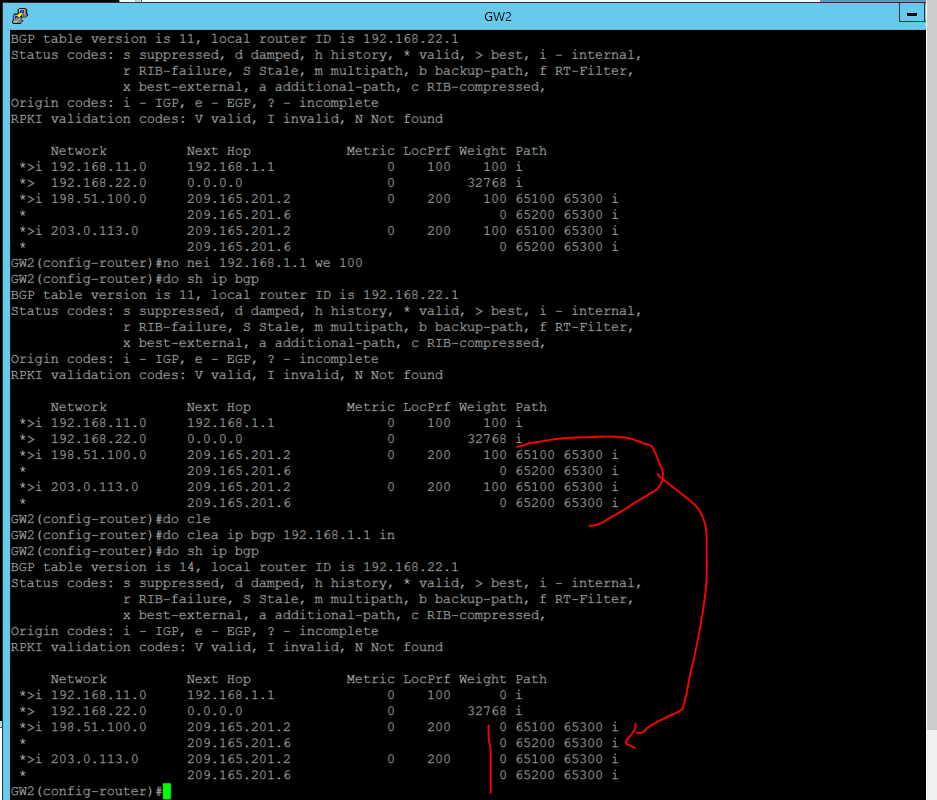 GW2
BGP table version is 11, local router ID is 192.168.22.1
Status codes: s suppressed, d damped, h history, * valid, > best, i - internal,
              r RIB-failure, S Stale, m multipath, b backup-path, f RT-Filter,
              x best-external, a additional-path, c RIB-compressed,
Origin codes: i - IGP, e - EGP, ? - incomplete
RPKI validation codes: V valid, I invalid, N Not found

     Network          Next Hop            Metric LocPrf Weight Path
 *>i 192.168.11.0     192.168.1.1              0    100    100 i
 *>  192.168.22.0     0.0.0.0                  0         32768 i
 *>i 198.51.100.0     209.165.201.2            0    200    100 65100 65300 i
 *                    209.165.201.6                          0 65200 65300 i
 *>i 203.0.113.0      209.165.201.2            0    200    100 65100 65300 i
 *                    209.165.201.6                          0 65200 65300 i
GW2(config-router)#no nei 192.168.1.1 we 100
GW2(config-router)#do sh ip bgp
BGP table version is 11, local router ID is 192.168.22.1
Status codes: s suppressed, d damped, h history, * valid, > best, i - internal,
              r RIB-failure, S Stale, m multipath, b backup-path, f RT-Filter,
              x best-external, a additional-path, c RIB-compressed,
Origin codes: i - IGP, e - EGP, ? - incomplete
RPKI validation codes: V valid, I invalid, N Not found

     Network          Next Hop            Metric LocPrf Weight Path
 *>i 192.168.11.0     192.168.1.1              0    100    100 i
 *>  192.168.22.0     0.0.0.0                  0         32768 i
 *>i 198.51.100.0     209.165.201.2            0    200    100 65100 65300 i
 *                    209.165.201.6                          0 65200 65300 i
 *>i 203.0.113.0      209.165.201.2            0    200    100 65100 65300 i
 *                    209.165.201.6                          0 65200 65300 i
GW2(config-router)#do cle
GW2(config-router)#do clea ip bgp 192.168.1.1 in
GW2(config-router)#do sh ip bgp
BGP table version is 14, local router ID is 192.168.22.1
Status codes: s suppressed, d damped, h history, * valid, > best, i - internal,
              r RIB-failure, S Stale, m multipath, b backup-path, f RT-Filter,
              x best-external, a additional-path, c RIB-compressed,
Origin codes: i - IGP, e - EGP, ? - incomplete
RPKI validation codes: V valid, I invalid, N Not found

     Network          Next Hop            Metric LocPrf Weight Path
 *>i 192.168.11.0     192.168.1.1              0    100      0 i
 *>  192.168.22.0     0.0.0.0                  0         32768 i
 *>i 198.51.100.0     209.165.201.2            0    200      0 65100 65300 i
 *                    209.165.201.6                          0 65200 65300 i
 *>i 203.0.113.0      209.165.201.2            0    200      0 65100 65300 i
 *                    209.165.201.6                          0 65200 65300 i
GW2(config-router)#